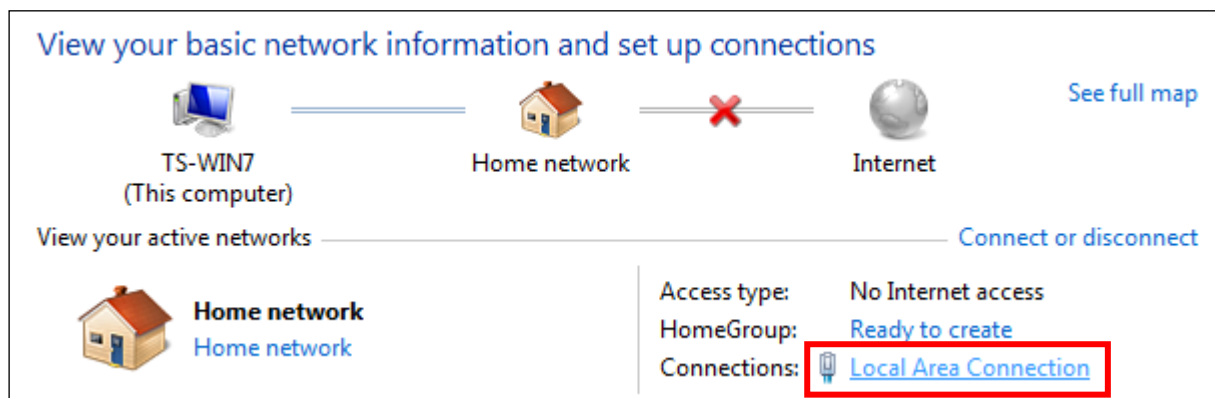 View your basic network information and set up connections
See full map
TS-WIN7
(This computer)
Home network
Internet
View your active networks
Connect or disconnect
Home network
Home network
Access type: No Internet access
HomeGroup: Ready to create
Connections: Local Area Connection